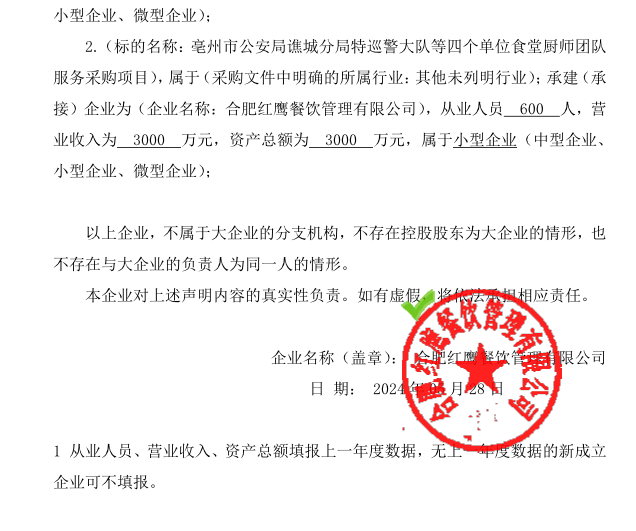 小型企业、微型企业）；
2.（标的名称：亳州市公安局谯城分局特巡警大队等四个单位食堂厨师团队
服务采购项目），属于（采购文件中明确的所属行业：其他未列明行业）；承建（承
接）企业为（企业名称：合肥红鹰餐饮管理有限公司），从业人员 600 人，营
业收入为 3000 万元，资产总额为 3000 万元，属于小型企业（中型企业、
小型企业、微型企业）；
以上企业，不属于大企业的分支机构，不存在控股股东为大企业的情形，也
不存在与大企业的负责人为同一人的情形。
本企业对上述声明内容的真实性负责。如有虚假，将依法承担相应责任。
企业名称（盖章）：合肥红鹰餐饮管理有限公司
日 期： 2024年 月 28 日
合肥红鹰餐饮管理有限公司
1 从业人员、营业收入、资产总额填报上一年度数据，无上一年度数据的新成立
企业可不填报。